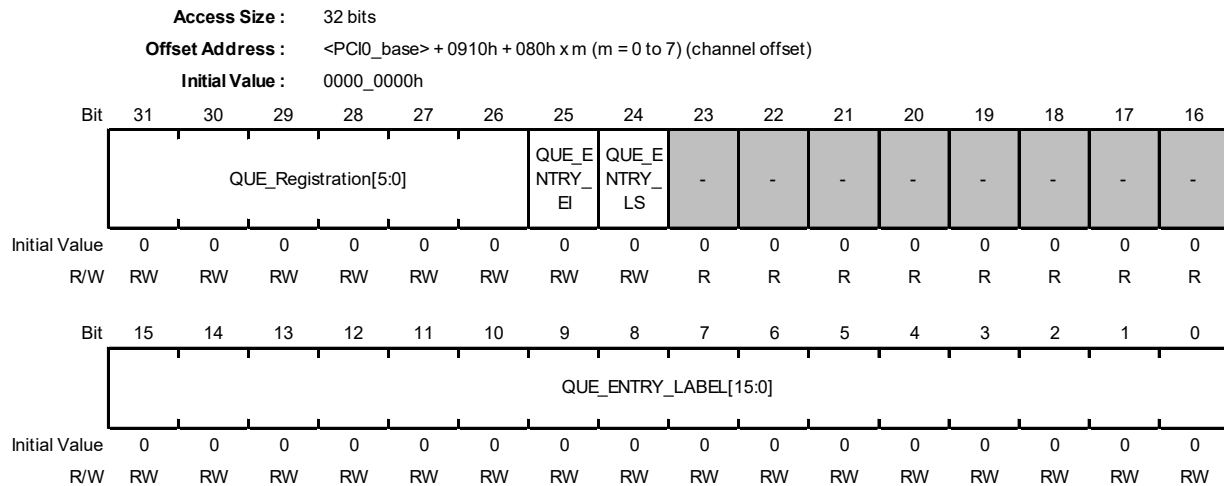 Access Size : 32 bits
Offset Address : <PCI0_base> + 0910h + 080h x m (m = 0 to 7) (channel offset)
Initial Value : 0000_0000h
Bit 31 30 29 28 27 26 25 24 23 22 21 20 19 18 17 16
QUE_Registration[5:0] QUE_E NTRY_ EI QUE_E NTRY_ LS - - - - - - - -
Initial Value 0 0 0 0 0 0 0 0 0 0 0 0 0 0 0 0
R/W RW RW RW RW RW RW RW RW R R R R R R R R
Bit 15 14 13 12 11 10 9 8 7 6 5 4 3 2 1 0
QUE_ENTRY_LABEL[15:0]
Initial Value 0 0 0 0 0 0 0 0 0 0 0 0 0 0 0 0
R/W RW RW RW RW RW RW RW RW RW RW RW RW RW RW RW RW